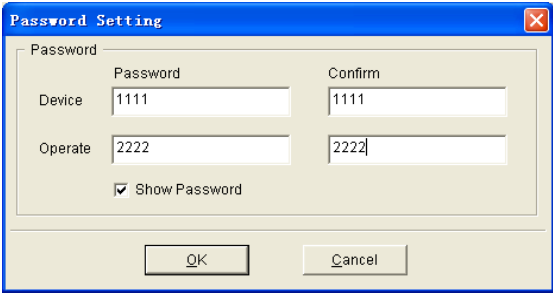 Password Setting
Password
Password Confirm
Device 1111 1111
Operate 2222 2222
Show Password
OK Cancel